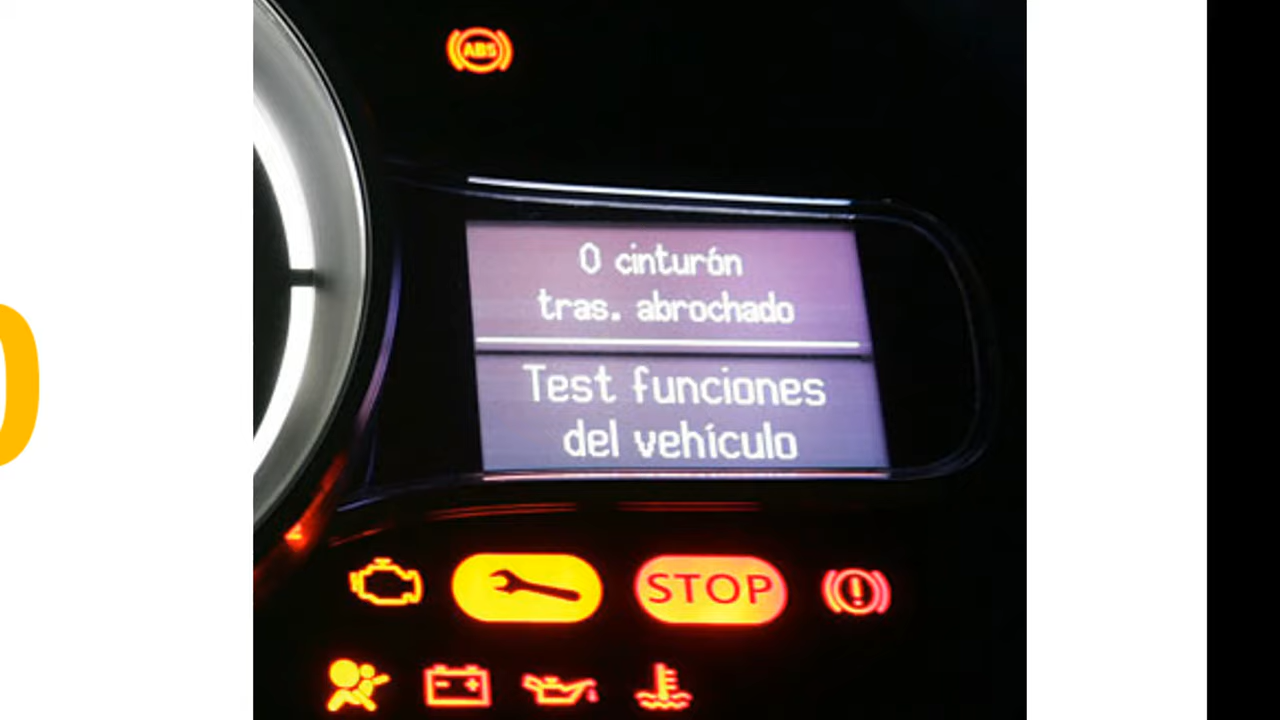 ABS
0 cinturón
tras. abrochado
Test funciones
del vehículo
STOP